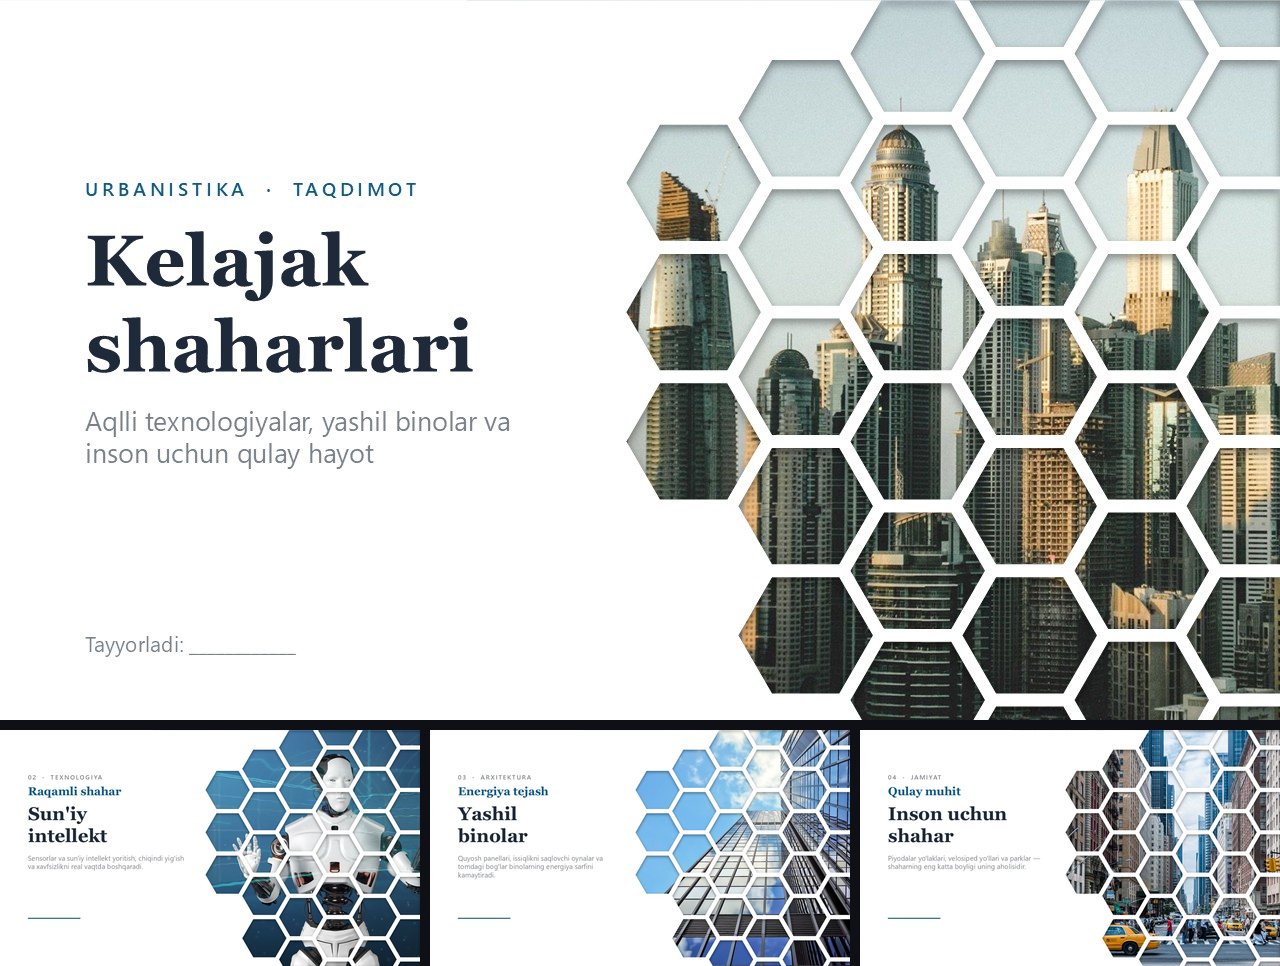 URBANISTIKA · TAQDIMOT
Kelajak
shaharlari
Aqlli texnologiyalar, yashil binolar va
inson uchun qulay hayot
Tayyorladi: ____________
02 · TEXNOLOGIYA
Raqamli shahar
Sun'iy
intellekt
Sensorlar va sun'iy intellekt yoritish, chiqindi yig'ish
va xavfsizlikni real vaqtda boshqaradi.
03 · ARXITEKTURA
Energiya tejash
Yashil
binolar
Quyosh panellari, issiqlikni saqlovchi oynalar va
tomdagi bog'lar binolarning energiya sarfini
kamaytiradi.
04 · JAMIYAT
Qulay muhit
Inson uchun
shahar
Piyodalar yo'laklari, velosiped yo'llari va parklar —
shaharning eng katta boyligi uning aholisidir.